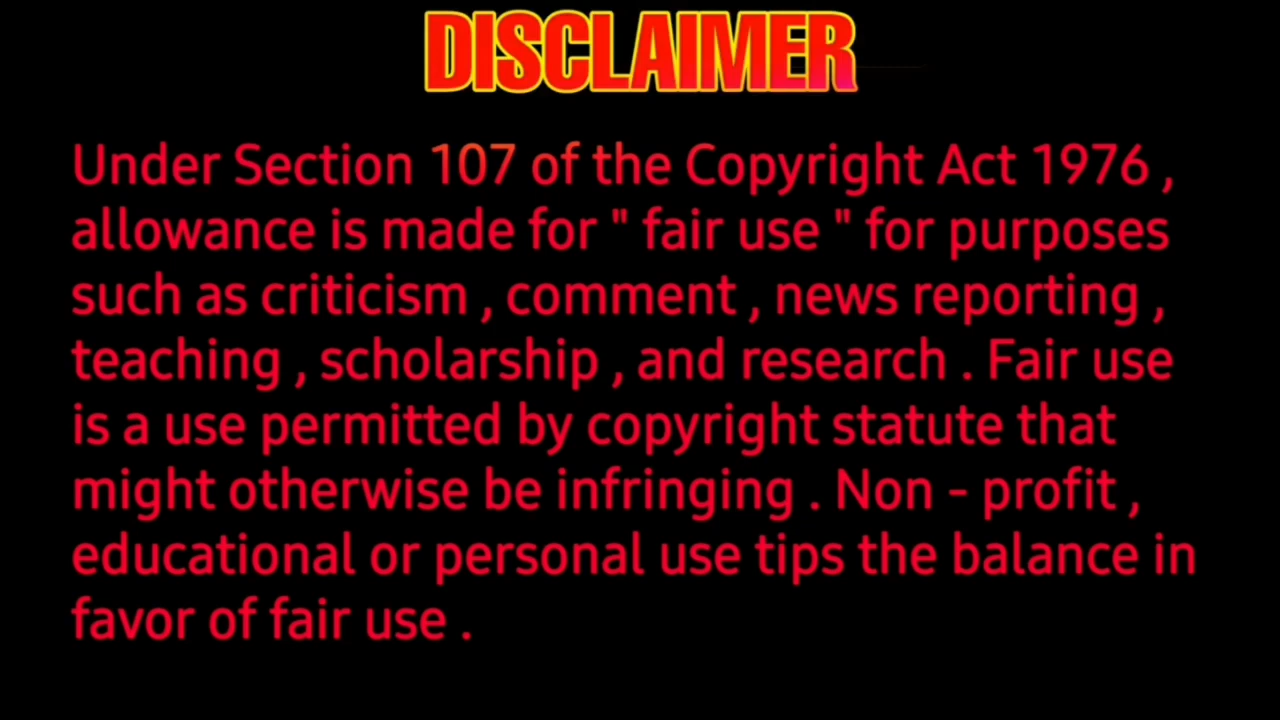 DISCLAIMER
Under Section 107 of the Copyright Act 1976 ,
allowance is made for " fair use " for purposes
such as criticism , comment , news reporting ,
teaching , scholarship , and research . Fair use
is a use permitted by copyright statute that
might otherwise be infringing . Non - profit ,
educational or personal use tips the balance in
favor of fair use .